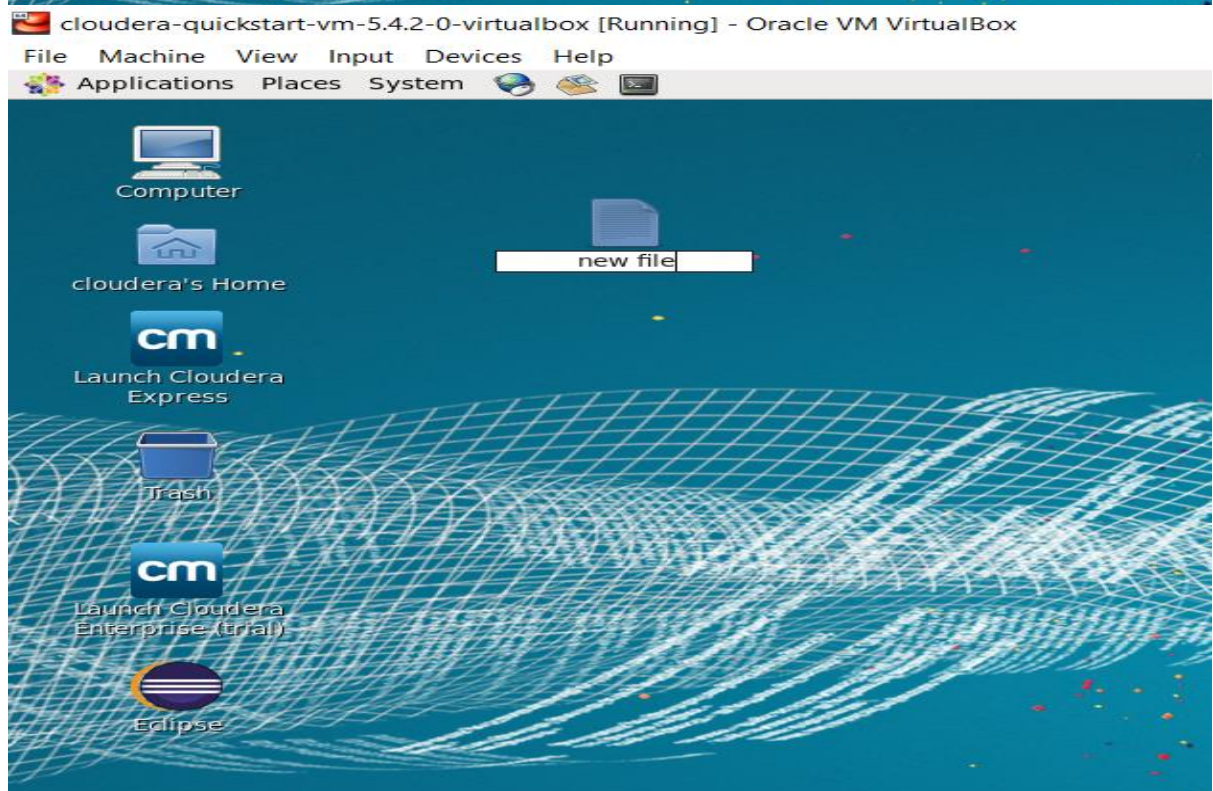 cloudera-quickstart-vm-5.4.2-0-virtualbox [Running] - Oracle VM VirtualBox
File Machine View Input Devices Help
Applications Places System
Computer
new file
cloudera's Home
cm
Launch Cloudera
Express
Trash
cm
Launch Cloudera
Enterprise (trial)
Eclipse